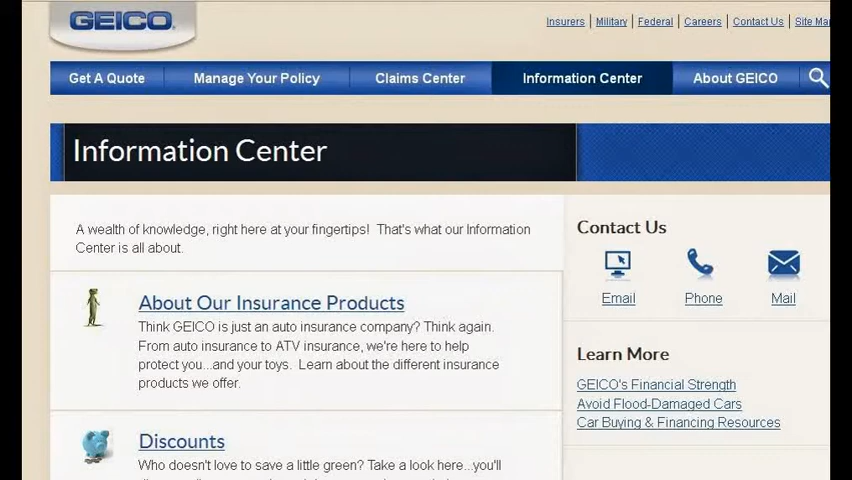 GEICO.
Insurers | Military | Federal | Careers | Contact Us | Site
Get A Quote Manage Your Policy Claims Center Information Center About GEICO
Information Center
A wealth of knowledge, right here at your fingertips! That's what our Information
Center is all about.
About Our Insurance Products
Think GEICO is just an auto insurance company? Think again.
From auto insurance to ATV insurance, we're here to help
protect you...and your toys. Learn about the different insurance
products we offer.
Discounts
Who doesn't love to save a little green? Take a look here...you'll
Contact Us
Email Phone Mail
Learn More
GEICO's Financial Strength
Avoid Flood-Damaged Cars
Car Buying & Financing Resources